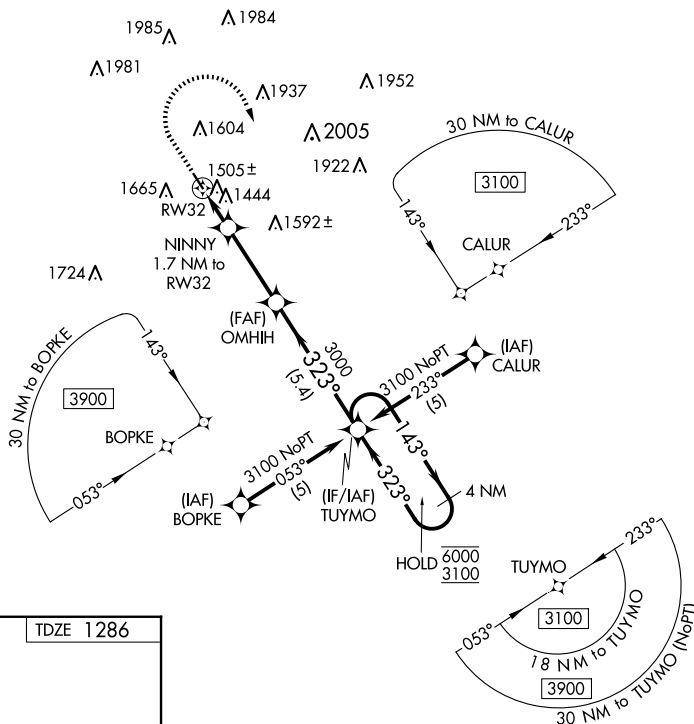 1985
1984
1981
1937
1952
1604
2005
1922
1505±
1665
1444
RW32
1592±
NINNY
1.7 NM to
RW32
1724
30 NM to CALUR
3100
143°
233°
CALUR
(FAF)
OMHIH
3000
323°
(5.4)
30 NM to BOPKE
143°
3900
BOPKE
053°
(IAF)
CALUR
3100 NoPT
233°
(5)
3100 NoPT
053°
(5)
(IAF)
BOPKE
(IF/IAF)
TUYMO
143°
323°
4 NM
HOLD
6000
3100
TUYMO
233°
053°
3100
18 NM to TUYMO
3900
30 NM to TUYMO (NoPT)
TDZE 1286